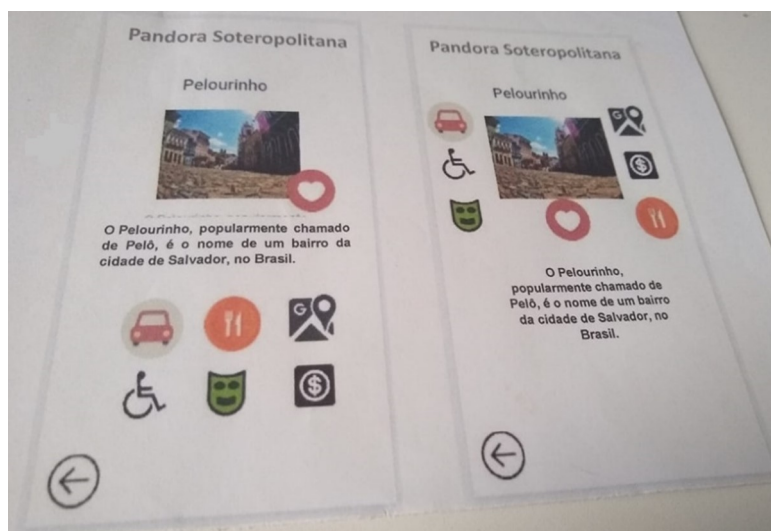 Pandora Soteropolitana
Pelourinho
O Pelourinho, popularmente chamado
de Pelô, é o nome de um bairro da
cidade de Salvador, no Brasil.
G
$
Pandora Soteropolitana
Pelourinho
G
$
O Pelourinho,
popularmente chamado de
Pelô, é o nome de um bairro
da cidade de Salvador, no
Brasil.